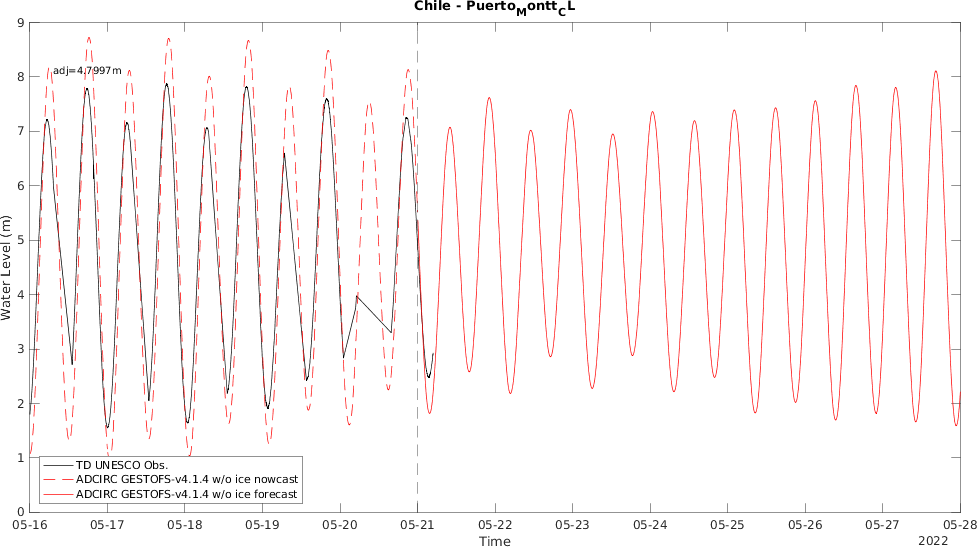 Chile - Puerto_Montt_CL
9
8
7
6
5
4
3
2
1
0
Water Level (m)
adj=4.7997m
TD UNESCO Obs.
ADCIRC GESTOFS-v4.1.4 w/o ice nowcast
ADCIRC GESTOFS-v4.1.4 w/o ice forecast
05-16 05-17 05-18 05-19 05-20 05-21 05-22 05-23 05-24 05-25 05-26 05-27 05-28
Time
2022